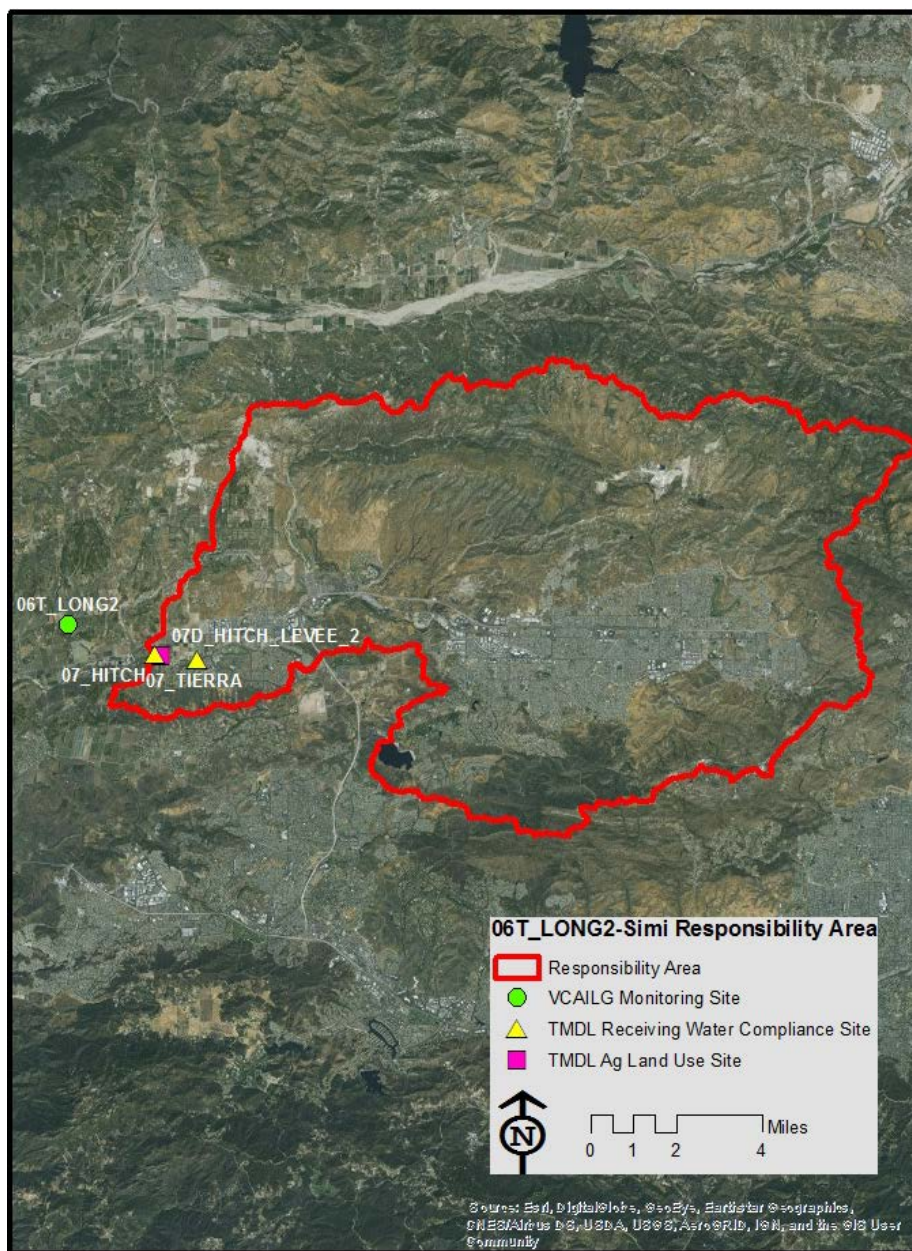 06T_LONG2
07D_HITCH_LEVEE_2
07_HITCH
07_TIERRA
06T_LONG2-Simi Responsibility Area
Responsibility Area
VCAILG Monitoring Site
TMDL Receiving Water Compliance Site
TMDL Ag Land Use Site
N
Miles
0 1 2 4
Source: Esri, DigitalGlobe, GeoEye, Earthstar Geographics,
CNES/Airbus DS, USDA, USGS, AeroGRID, IGN, and the GIS User
Community